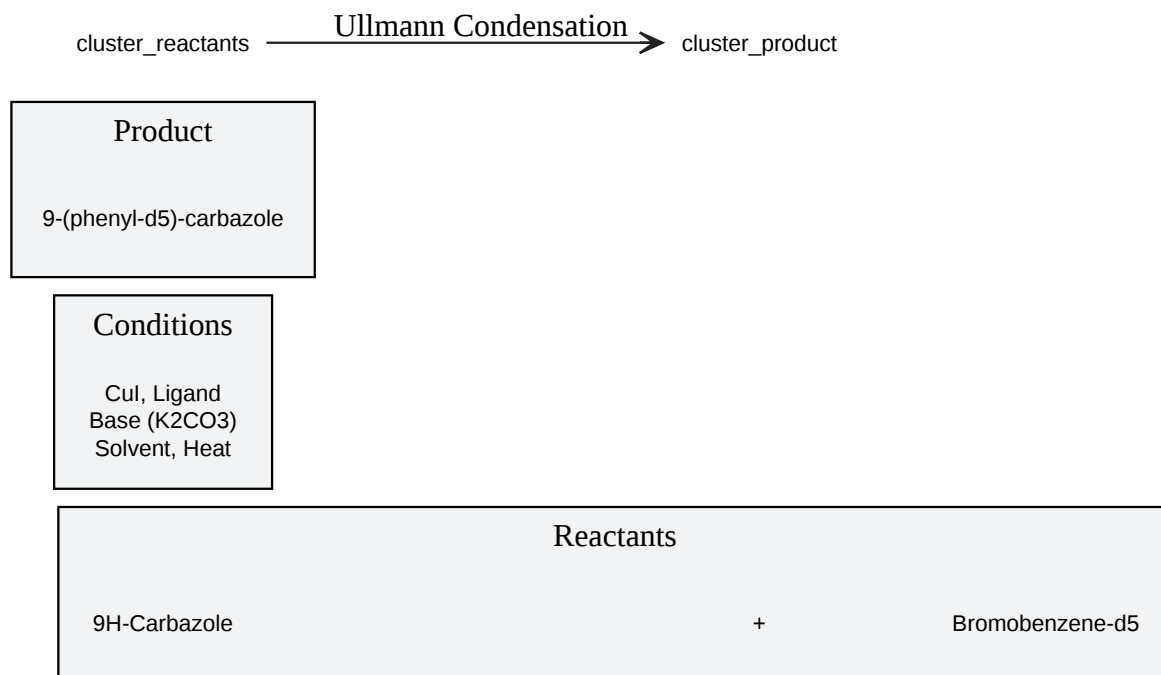 cluster_reactants Ullmann Condensation cluster_product
Product
9-(phenyl-d5)-carbazole
Conditions
CuI, Ligand
Base (K2CO3)
Solvent, Heat
Reactants
9H-Carbazole + Bromobenzene-d5